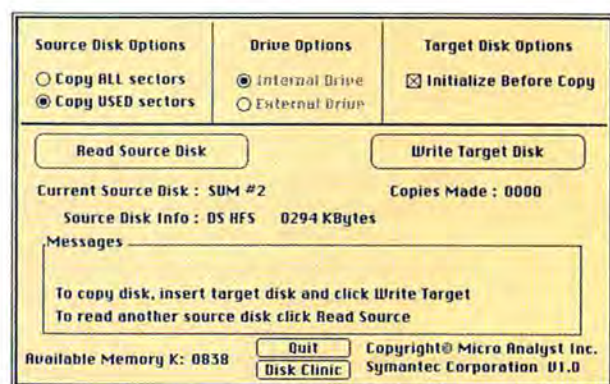 Source Disk Options
Copy ALL sectors
Copy USED sectors
Drive Options
Internal Drive
External Drive
Target Disk Options
Initialize Before Copy
Read Source Disk
Write Target Disk
Current Source Disk : SUM #2
Copies Made : 0000
Source Disk Info : DS HFS 0294 KBytes
Messages
To copy disk, insert target disk and click Write Target
To read another source disk click Read Source
Available Memory K: 0838
Quit
Disk Clinic
Copyright© Micro Analyst Inc.
Symantec Corporation V1.0